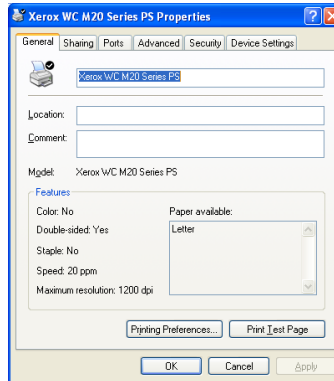 Xerox WC M20 Series PS Properties
General Sharing Ports Advanced Security Device Settings
Xerox WC M20 Series PS
Location:
Comment:
Model: Xerox WC M20 Series PS
Features
Color: No
Paper available:
Double-sided: Yes
Letter
Staple: No
Speed: 20 ppm
Maximum resolution: 1200 dpi
Printing Preferences... Print Test Page
OK Cancel Apply